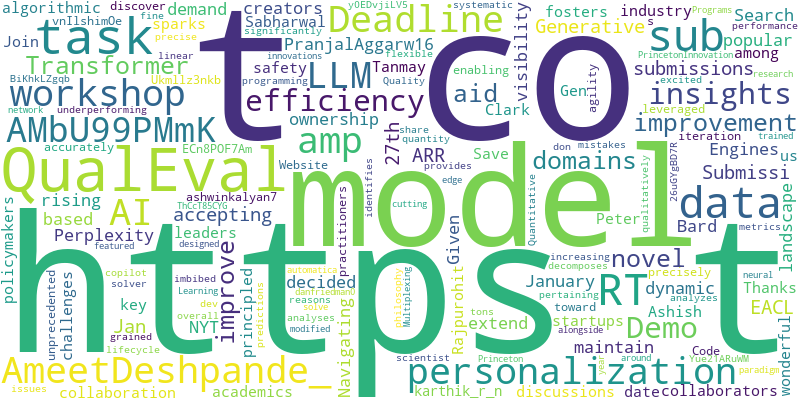 algorithmic
discover
demand
vnIlshimOe
fine
creators
sparks
Sabharwal
Join
task
Deadline
significantly
Transformer
innovations
PranjalAggarw16
BiKhkLZgqb
Ukmllz3nkb
safety
Tanmay
programming
Quality
workshop
LLM
underperforming
network
linear
precise
efficiency
AMbU99PMmK
ownership
amp
Clark
aid
27th
accurately
ECn8POF7Am
Website
ARR
Save
provides
identifies
edge
cutting
t
co
yOEDvjiLV5
flexible
performance
enabling
Gen
agility
visibility
fosters
industry
s
systematic
Generative
Search
popular
Programs
Princetoninnovation
excited
research
sub
among
submissions
insights
leveraged
trained
improvement
iteration
don
mistakes
share
quantity
26uGYgBD7R
Engines
us
domains
Submissi
landscape
QualEval
rising
AI
ashwinkalyan7
ThCcT85CYG
based
accepting
policymakers
Perplexity
leaders
designed
featured
imbibed
model
Quantitative
qualitatively
Peter
Bard
data
metrics
novel
Given
increasing
decomposes
neural
pertaining
toward
https
t
practitioners
improve
principled
automatica
danfriedman0
solve
decided
reasons
analyses
modified
predictions
philosophy
Multiplexing
Navigating
Rajpurohit
January
RT
dynamic
precisely
analyzes
EACL
Thanks
extend
startups
Ashish
Demo
alongside
Code
maintain
wonderful
Yue2TARuWM
unprecedented
challenges
copilot
solver
Learning
key
dev
overall
Jan
NYT
grained
lifecycle
AmeetDeshpande_
issues
collaboration
academics
scientist
Princeton
karthik_r_n
personalization
discussions
year
around
date
collaborators
paradigm